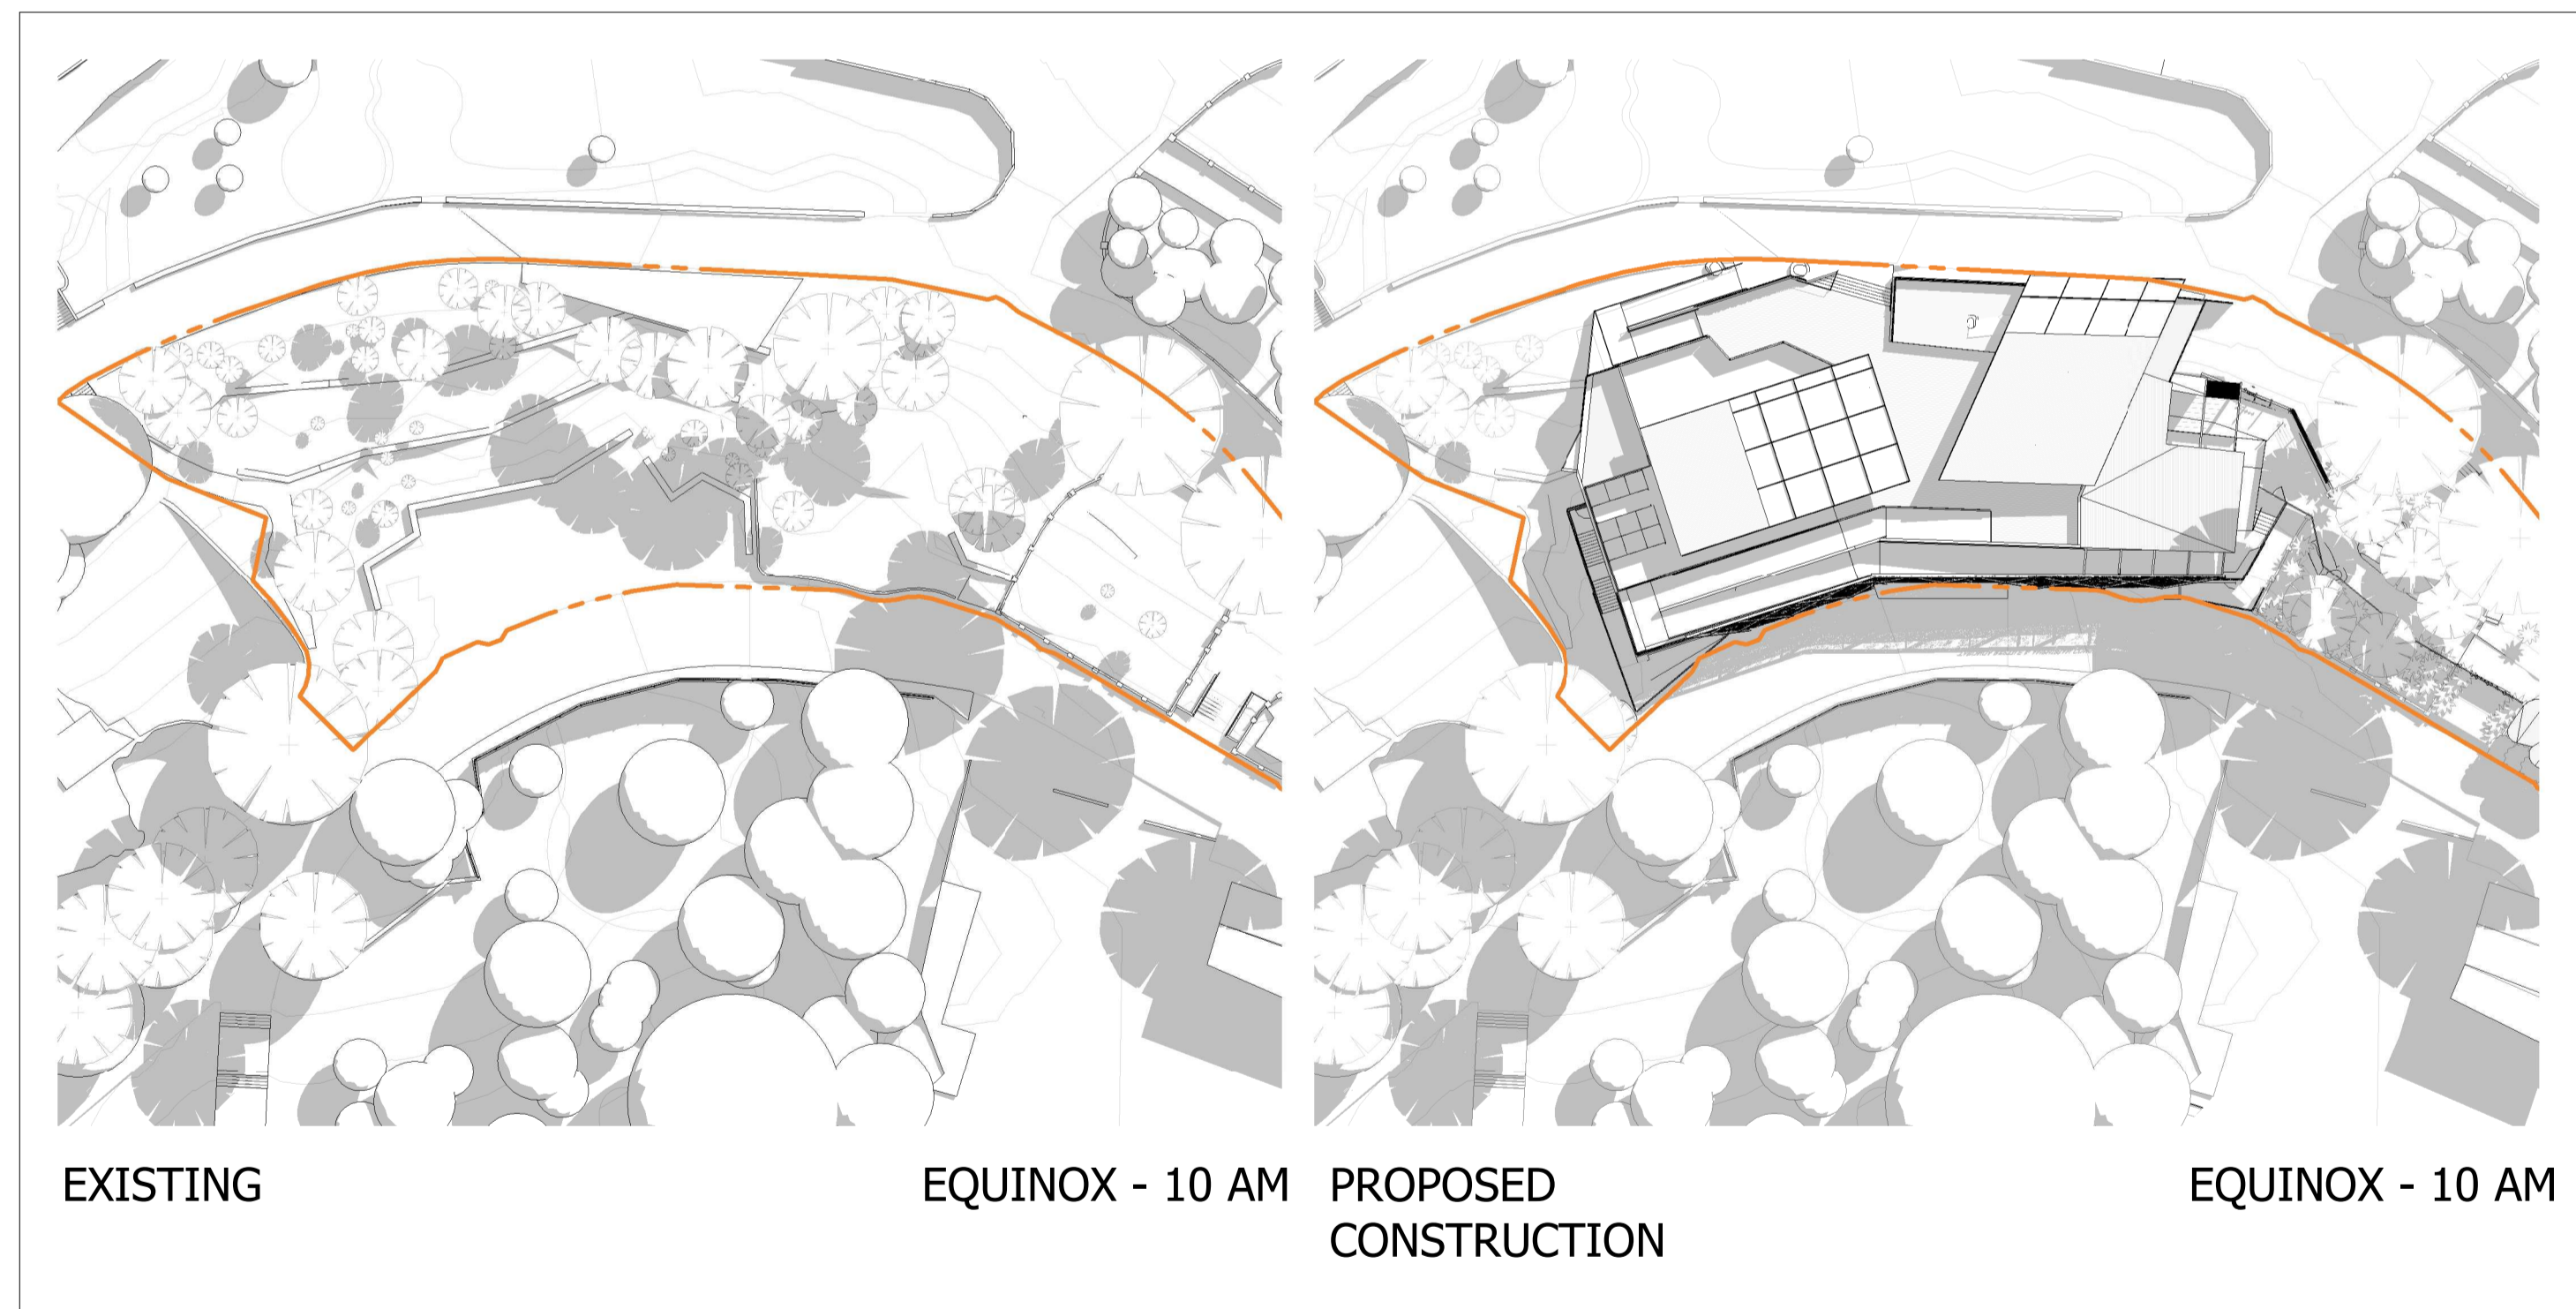 EXISTING
EQUINOX - 10 AM
PROPOSED
CONSTRUCTION
EQUINOX - 10 AM